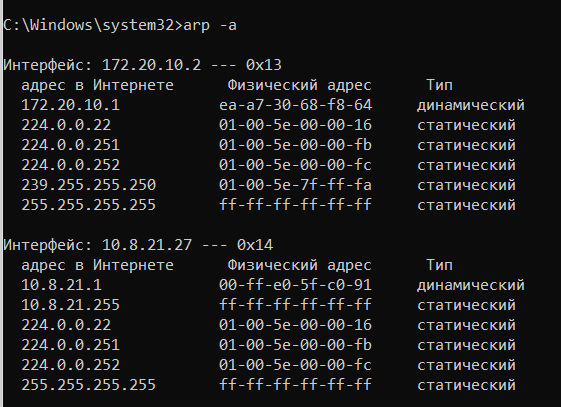 C:\Windows\system32>arp -a
Интерфейс: 172.20.10.2 --- 0x13
адрес в Интернете Физический адрес Тип
172.20.10.1 ea-a7-30-68-f8-64 динамический
224.0.0.22 01-00-5e-00-00-16 статический
224.0.0.251 01-00-5e-00-00-fb статический
224.0.0.252 01-00-5e-00-00-fc статический
239.255.255.250 01-00-5e-7f-ff-fa статический
255.255.255.255 ff-ff-ff-ff-ff-ff статический
Интерфейс: 10.8.21.27 --- 0x14
адрес в Интернете Физический адрес Тип
10.8.21.1 00-ff-e0-5f-c0-91 динамический
10.8.21.255 ff-ff-ff-ff-ff-ff статический
224.0.0.22 01-00-5e-00-00-16 статический
224.0.0.251 01-00-5e-00-00-fb статический
224.0.0.252 01-00-5e-00-00-fc статический
255.255.255.255 ff-ff-ff-ff-ff-ff статический